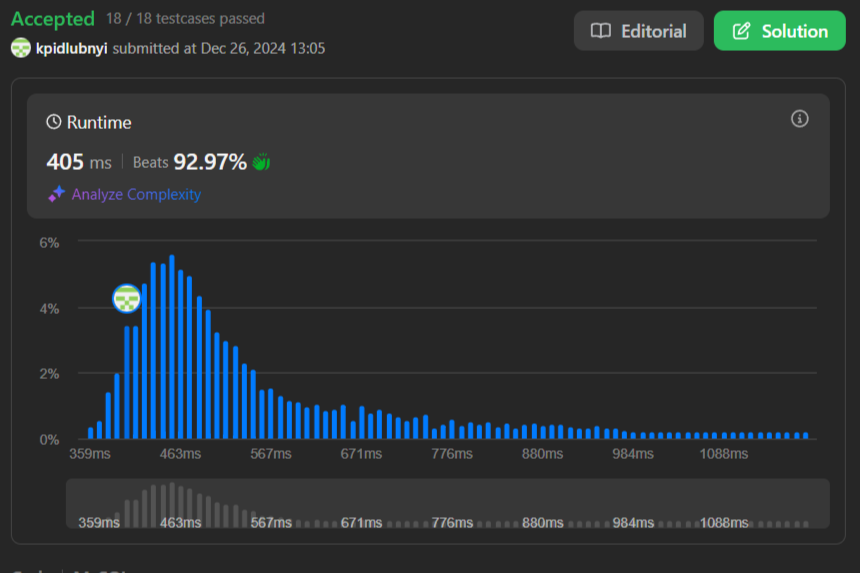 Accepted 18 / 18 testcases passed
kpidlubnyi submitted at Dec 26, 2024 13:05
Editorial
Solution
Runtime
405 ms | Beats 92.97%
Analyze Complexity
6%
4%
2%
0%
359ms 463ms 567ms 671ms 776ms 880ms 984ms 1088ms
359ms 463ms 567ms 671ms 776ms 880ms 984ms 1088ms